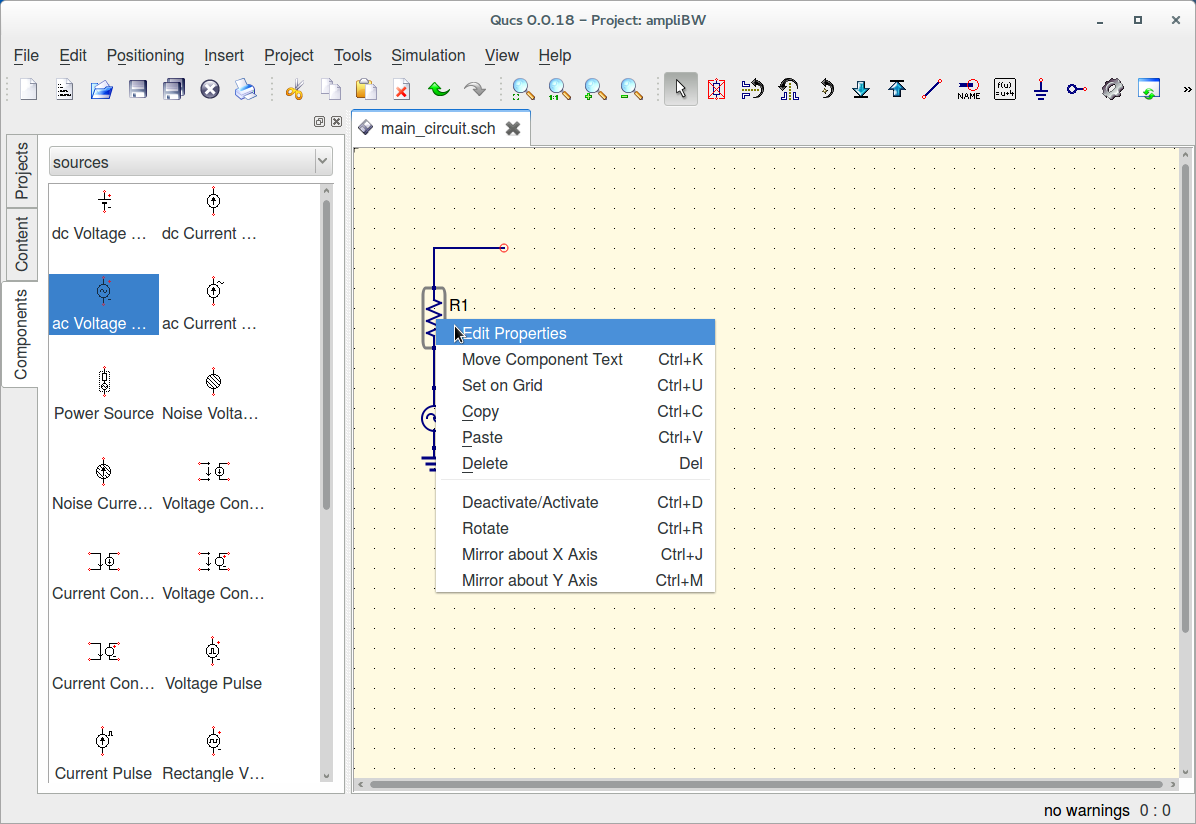 Qucs 0.0.18 – Project: ampliBW
File Edit Positioning Insert Project Tools Simulation View Help
1:1 NAME f(u) =u+4 »
main_circuit.sch
Projects
Content
Components
sources
dc Voltage ... dc Current ...
ac Voltage ... ac Current ...
Power Source Noise Volta...
Noise Curre... Voltage Con...
Current Con... Voltage Con...
Current Con... Voltage Pulse
Current Pulse Rectangle V...
R1
Edit Properties
Move Component Text Ctrl+K
Set on Grid Ctrl+U
Copy Ctrl+C
Paste Ctrl+V
Delete Del
Deactivate/Activate Ctrl+D
Rotate Ctrl+R
Mirror about X Axis Ctrl+J
Mirror about Y Axis Ctrl+M
no warnings 0 : 0